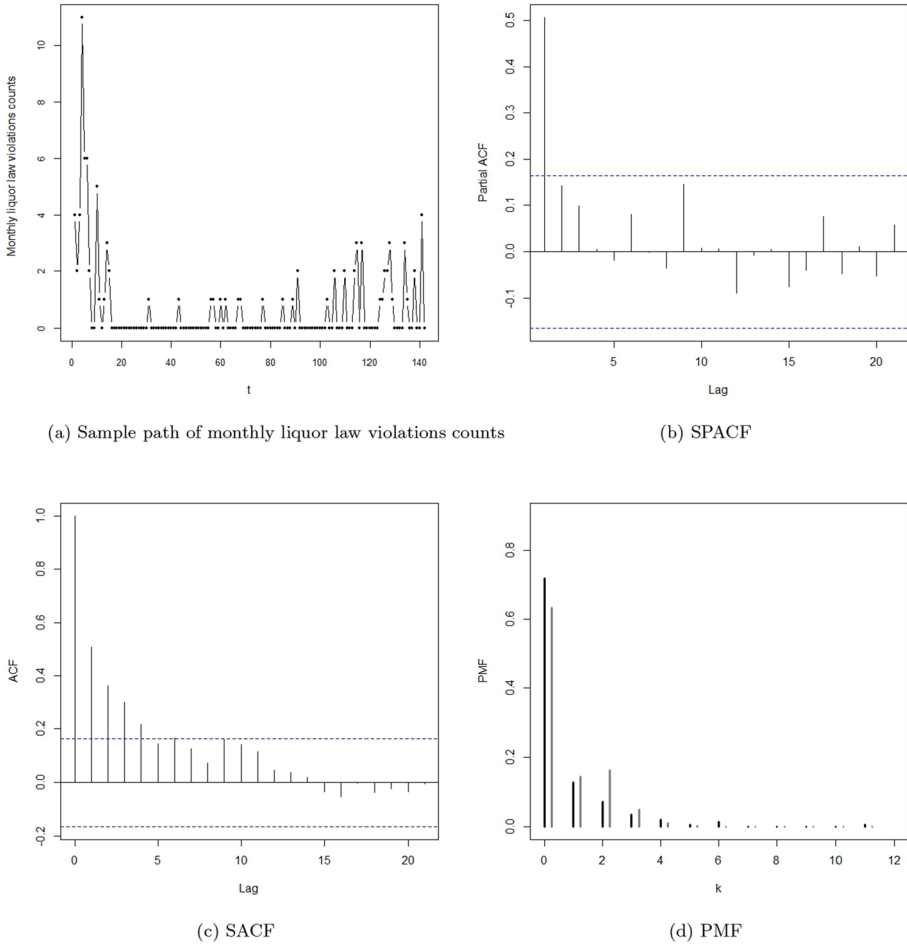 Monthly liquor law violations counts
10
8
6
4
2
0
0 20 40 60 80 100 120 140
t
(a) Sample path of monthly liquor law violations counts
Partial ACF
0.5
0.4
0.3
0.2
0.1
0.0
-0.1
5 10 15 20
Lag
(b) SPACF
ACF
1.0
0.8
0.6
0.4
0.2
0.0
-0.2
0 5 10 15 20
Lag
(c) SACF
PMF
0.8
0.6
0.4
0.2
0.0
0 2 4 6 8 10 12
k
(d) PMF